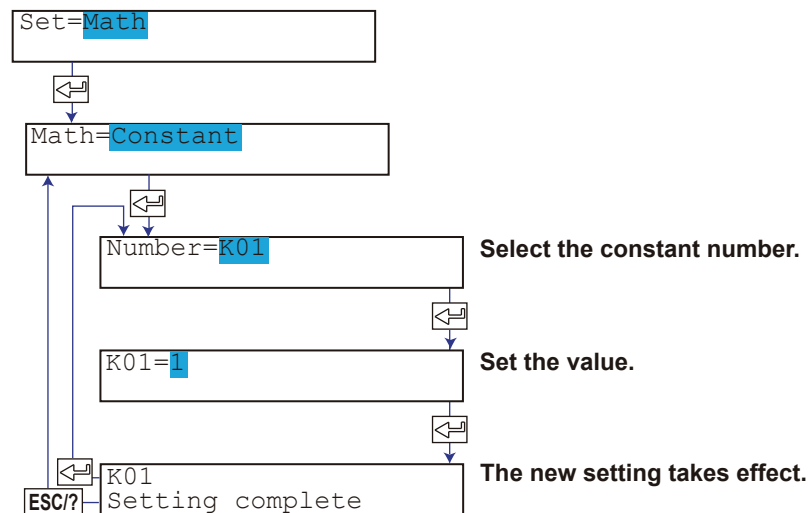 Set=Math
Math=Constant
Number=K01
Select the constant number.
K01=1
Set the value.
K01
The new setting takes effect.
ESC/?
Setting complete